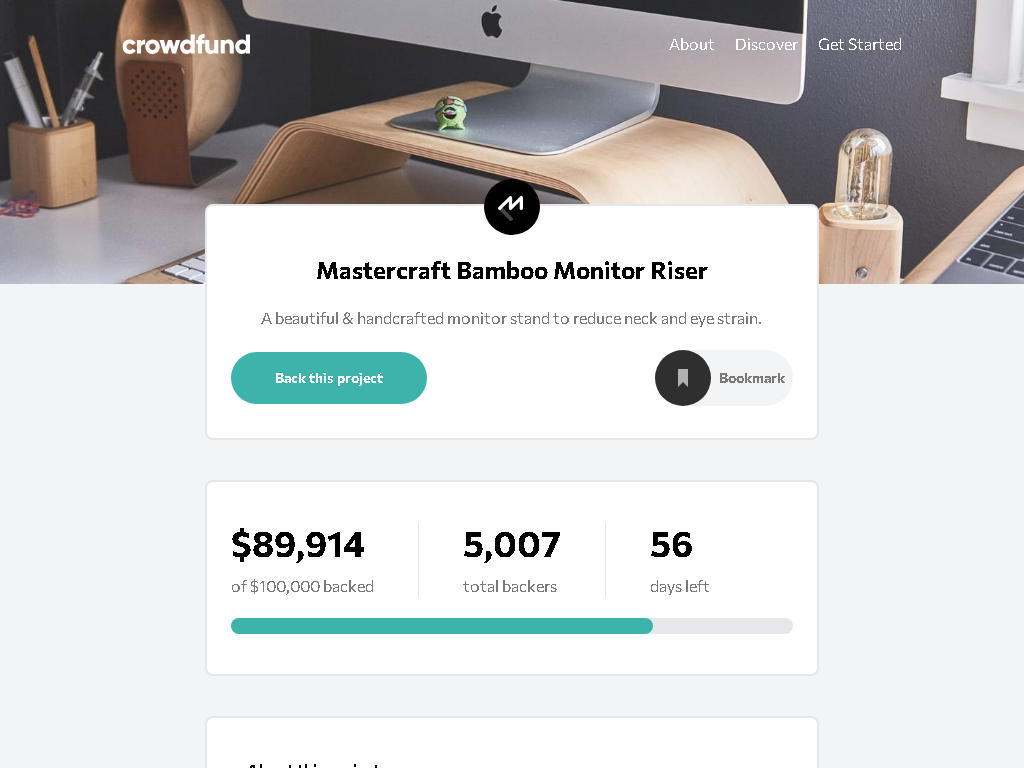 crowdfund
About Discover Get Started
Mastercraft Bamboo Monitor Riser
A beautiful & handcrafted monitor stand to reduce neck and eye strain.
Back this project
Bookmark
$89,914
of $100,000 backed
5,007
total backers
56
days left